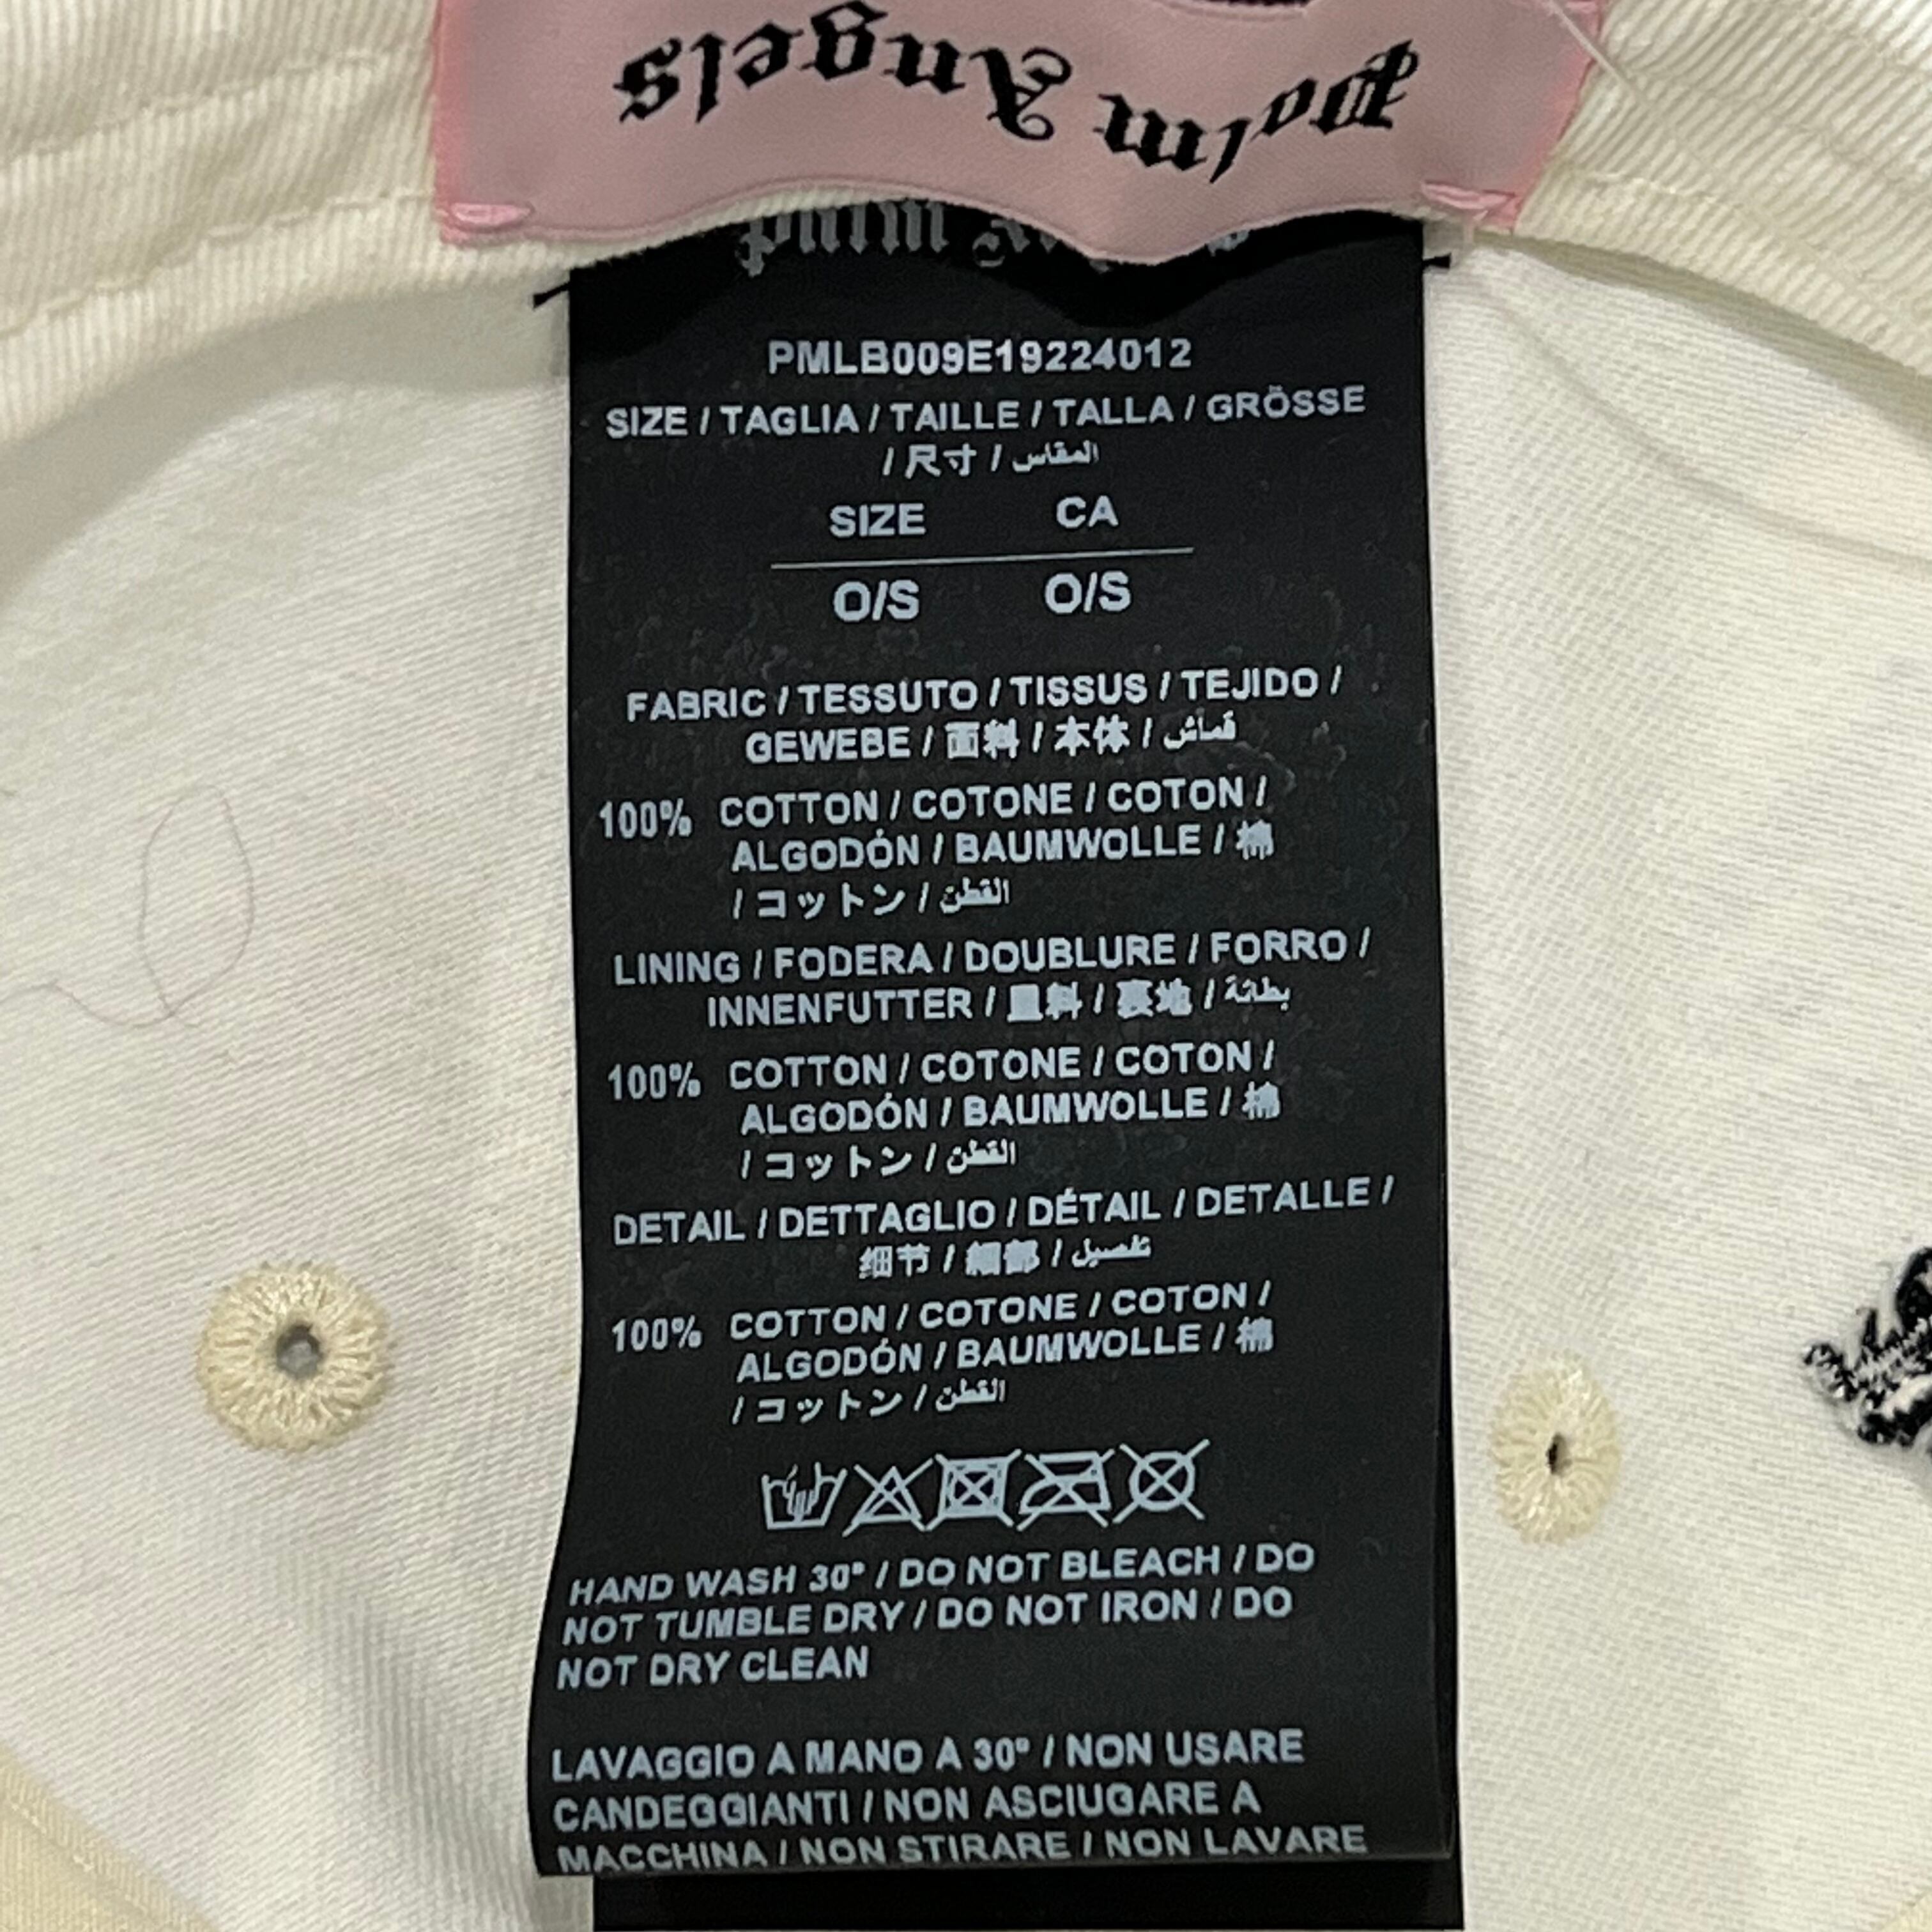 Palm Angels
PMLB009E19224012
SIZE / TAGLIA / TAILLE / TALLA / GRÖSSE
/ 尺寸 / المقاس
SIZE CA
O/S O/S
FABRIC / TESSUTO / TISSUS / TEJIDO /
GEWEBE / 面料 / 本体 / قماش
100% COTTON / COTONE / COTON /
ALGODÓN / BAUMWOLLE / 棉
/ コットン / القطن
LINING / FODERA / DOUBLURE / FORRO /
INNENFUTTER / 里料 / 裏地 / بطانة
100% COTTON / COTONE / COTON /
ALGODÓN / BAUMWOLLE / 棉
/ コットン / القطن
DETAIL / DETTAGLIO / DÉTAIL / DETALLE /
细节 / 細部 / تفصيل
100% COTTON / COTONE / COTON /
ALGODÓN / BAUMWOLLE / 棉
/ コットン / القطن
HAND WASH 30° / DO NOT BLEACH / DO
NOT TUMBLE DRY / DO NOT IRON / DO
NOT DRY CLEAN
LAVAGGIO A MANO A 30° / NON USARE
CANDEGGIANTI / NON ASCIUGARE A
MACCHINA / NON STIRARE / NON LAVARE